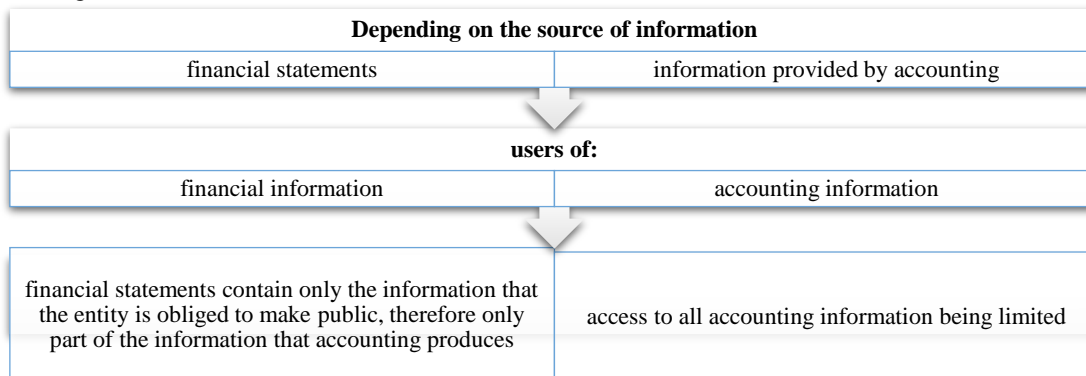 Depending on the source of information
financial statements
information provided by accounting
users of:
financial information
accounting information
financial statements contain only the information that
the entity is obliged to make public, therefore only
part of the information that accounting produces
access to all accounting information being limited